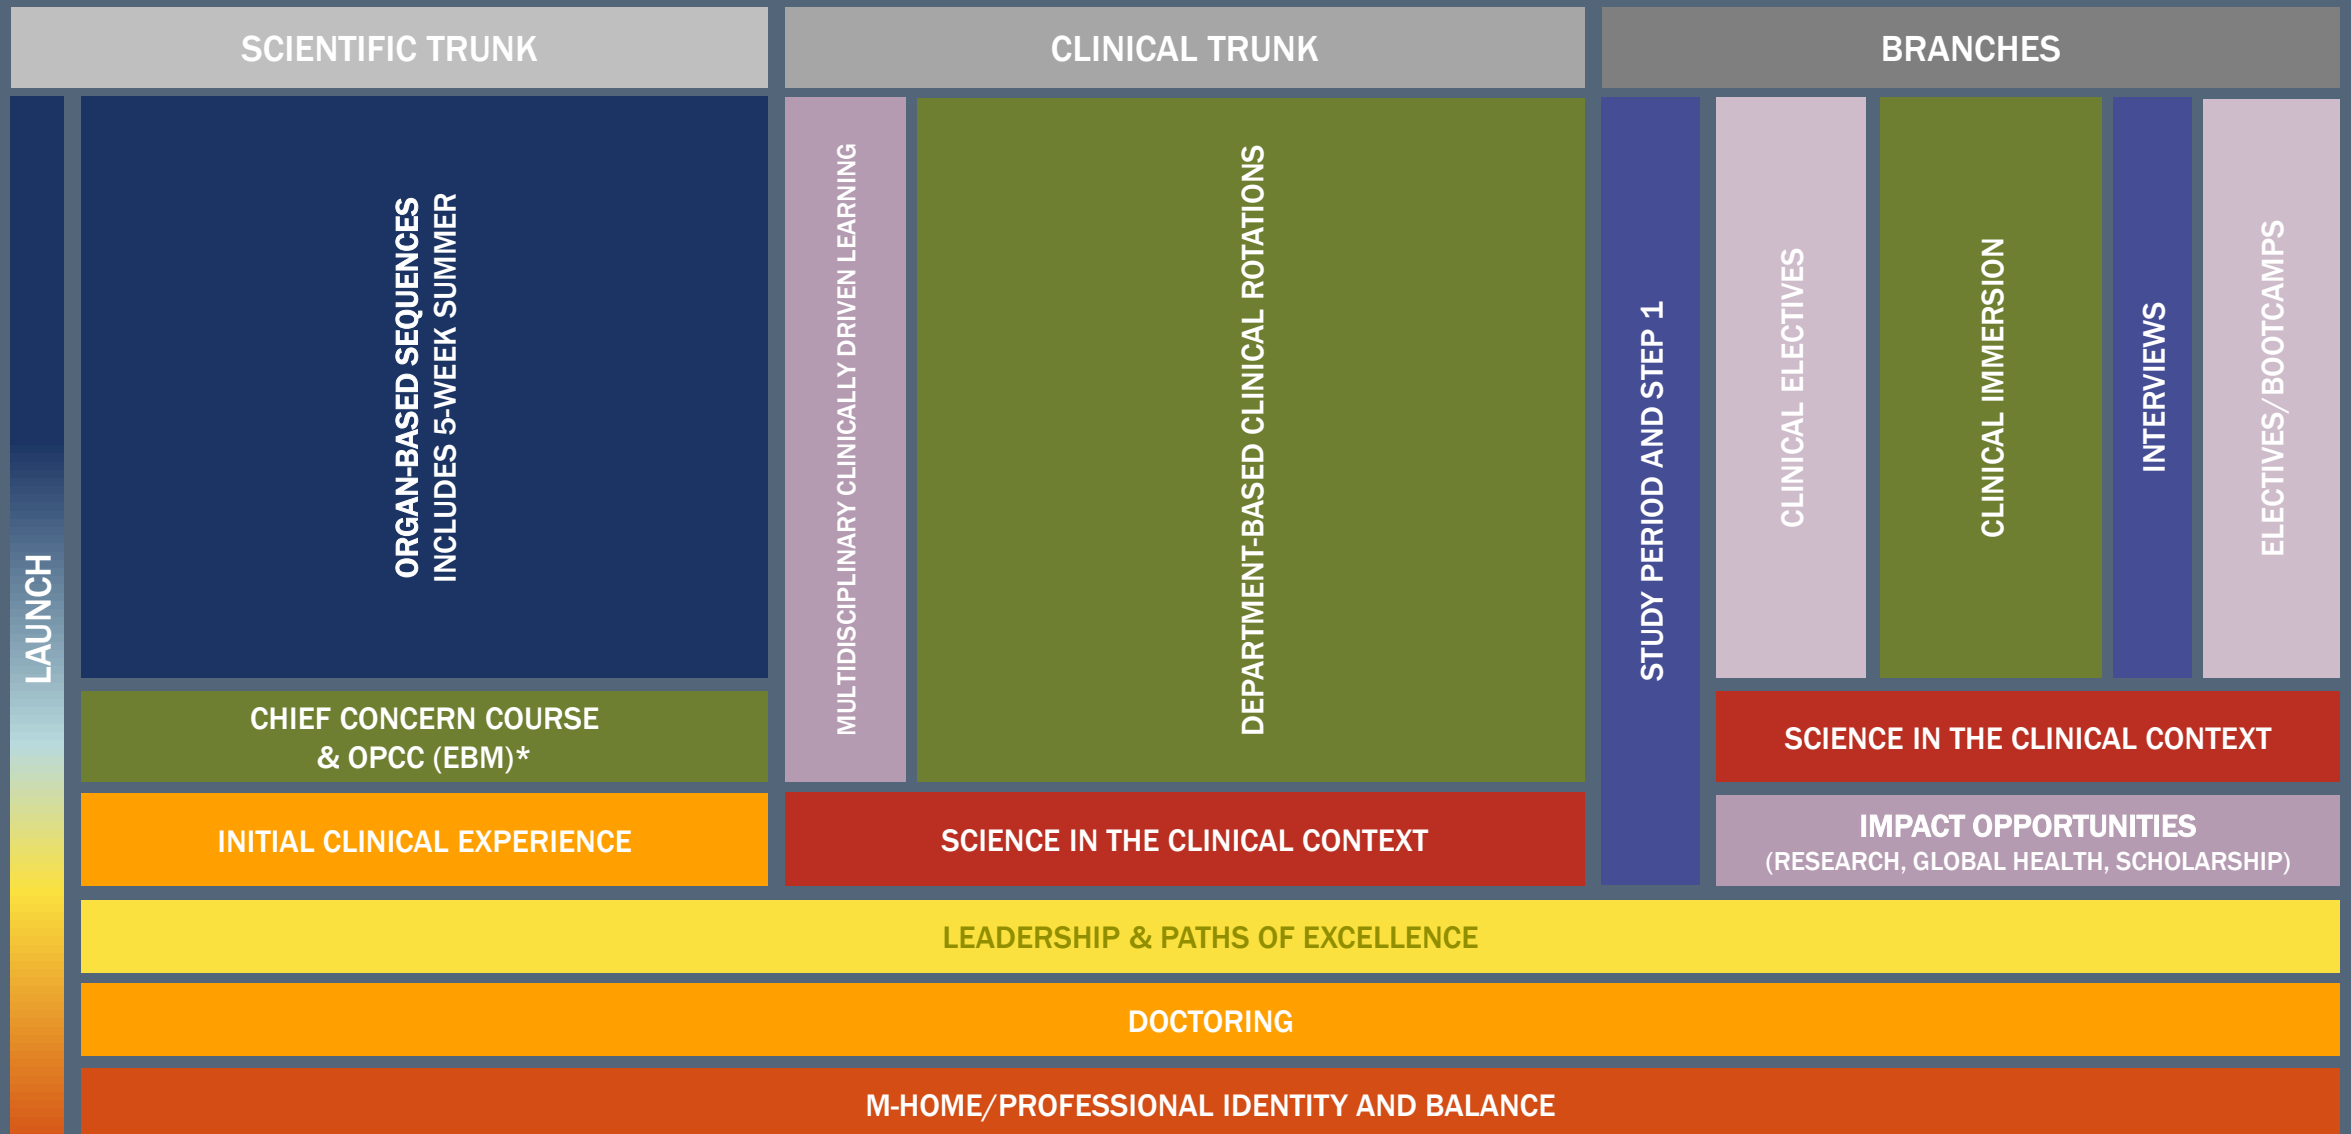 SCIENTIFIC TRUNK
CLINICAL TRUNK
BRANCHES
LAUNCH
ORGAN-BASED SEQUENCES
INCLUDES 5-WEEK SUMMER
MULTIDISCIPLINARY CLINICALLY DRIVEN LEARNING
DEPARTMENT-BASED CLINICAL ROTATIONS
STUDY PERIOD AND STEP 1
CLINICAL ELECTIVES
CLINICAL IMMERSION
INTERVIEWS
ELECTIVES/BOOTCAMPS
CHIEF CONCERN COURSE
& OPCC (EBM)*
SCIENCE IN THE CLINICAL CONTEXT
INITIAL CLINICAL EXPERIENCE
SCIENCE IN THE CLINICAL CONTEXT
IMPACT OPPORTUNITIES
(RESEARCH, GLOBAL HEALTH, SCHOLARSHIP)
LEADERSHIP & PATHS OF EXCELLENCE
DOCTORING
M-HOME/PROFESSIONAL IDENTITY AND BALANCE